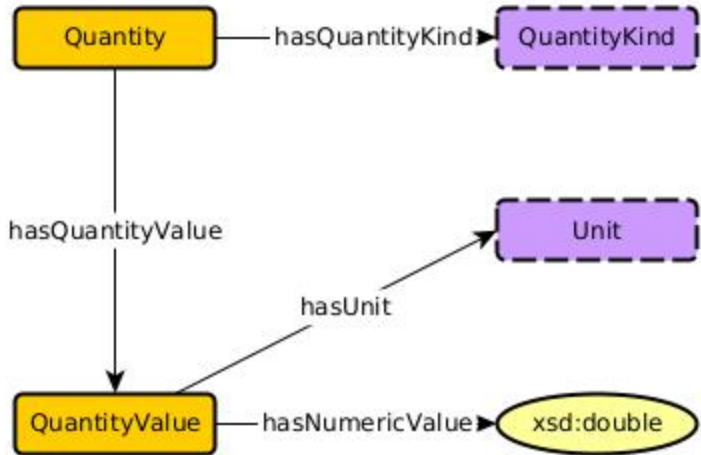 Quantity
hasQuantityKind
QuantityKind
hasQuantityValue
Unit
hasUnit
QuantityValue
hasNumericValue
xsd:double